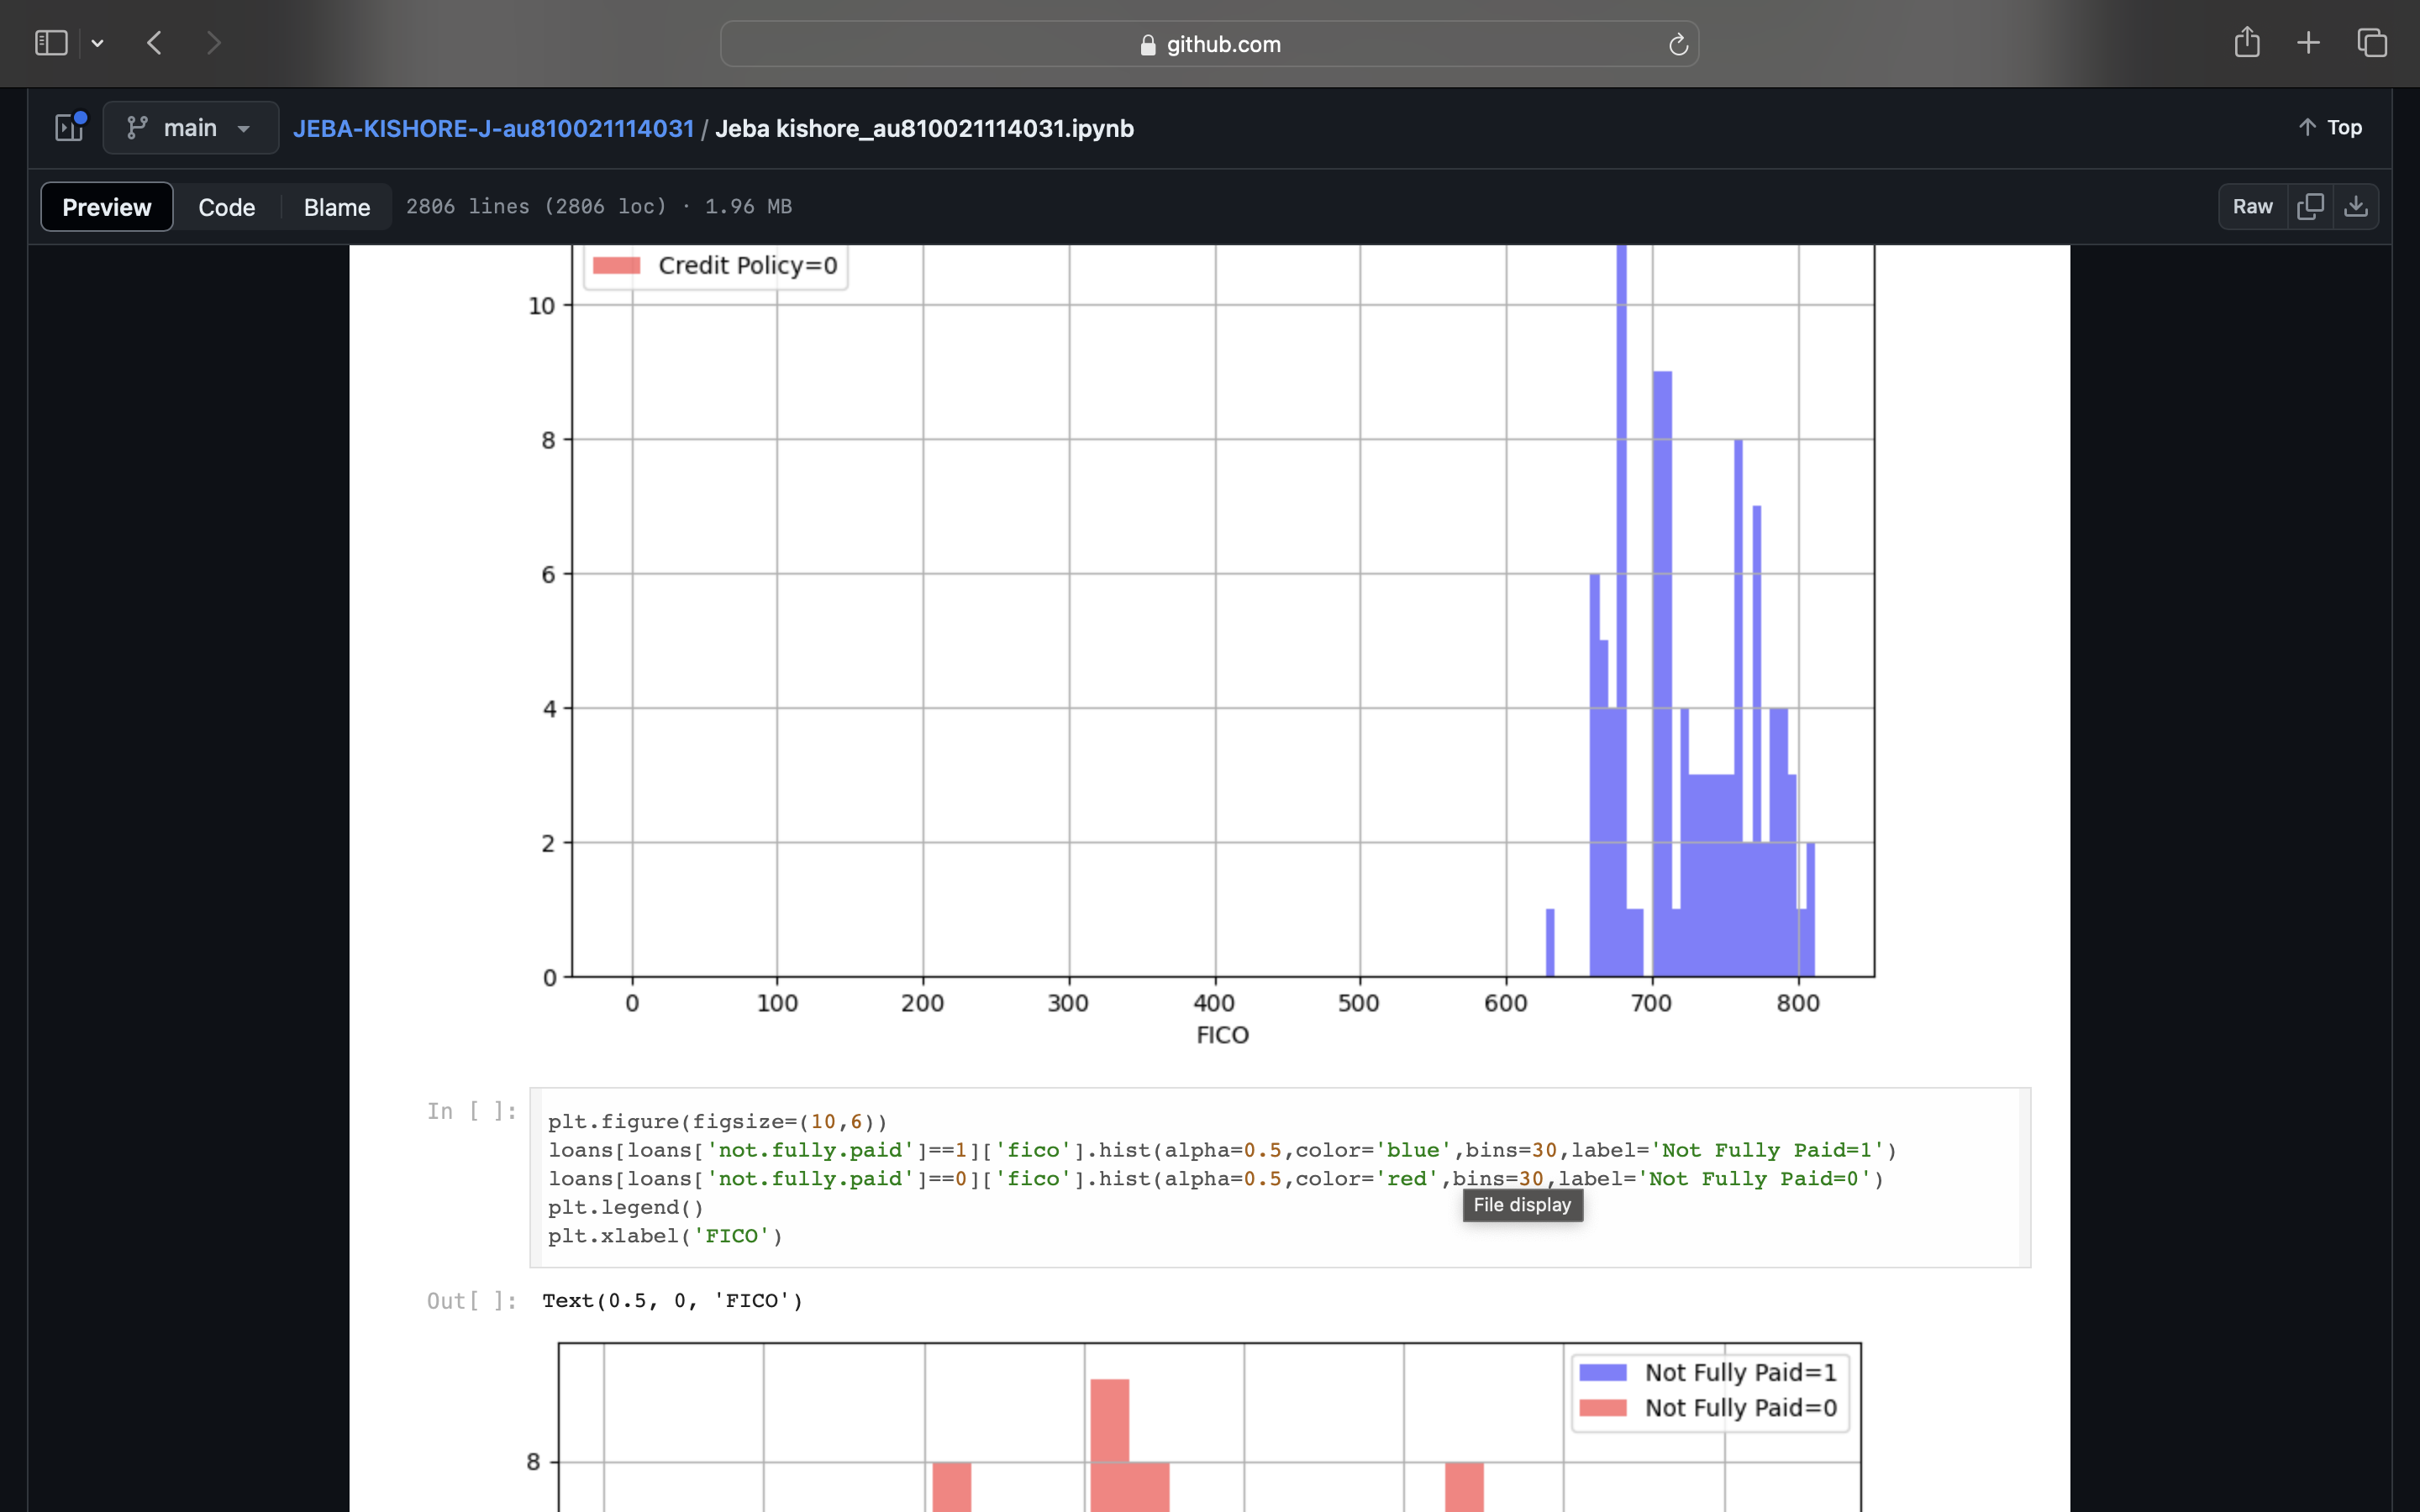 github.com
main
JEBA-KISHORE-J-au810021114031 / Jeba kishore_au810021114031.ipynb
Top
Preview
Code
Blame
2806 lines (2806 loc) · 1.96 MB
Raw
Credit Policy=0
10
8
6
4
2
0
0 100 200 300 400 500 600 700 800
FICO
In [ ]:
plt.figure(figsize=(10,6))
loans[loans['not.fully.paid']==1]['fico'].hist(alpha=0.5,color='blue',bins=30,label='Not Fully Paid=1')
loans[loans['not.fully.paid']==0]['fico'].hist(alpha=0.5,color='red',bins=30,label='Not Fully Paid=0')
File display
plt.legend()
plt.xlabel('FICO')
Out[ ]: Text(0.5, 0, 'FICO')
Not Fully Paid=1
Not Fully Paid=0
8